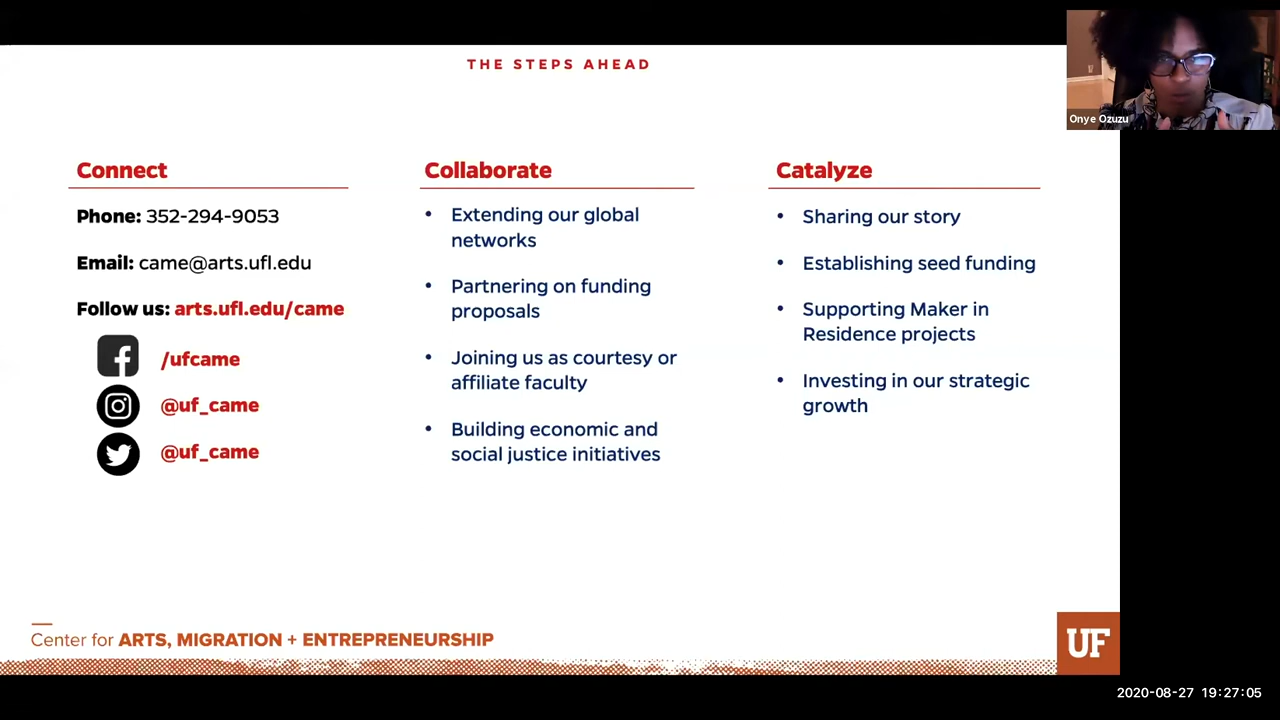 THE STEPS AHEAD
Onye Ozuzu
Connect
Phone: 352-294-9053
Email: came@arts.ufl.edu
Follow us: arts.ufl.edu/came
/ufcame
@uf_came
@uf_came
Collaborate
• Extending our global
networks
• Partnering on funding
proposals
• Joining us as courtesy or
affiliate faculty
• Building economic and
social justice initiatives
Catalyze
• Sharing our story
• Establishing seed funding
• Supporting Maker in
Residence projects
• Investing in our strategic
growth
Center for ARTS, MIGRATION + ENTREPRENEURSHIP
UF
2020-08-27 19:27:05